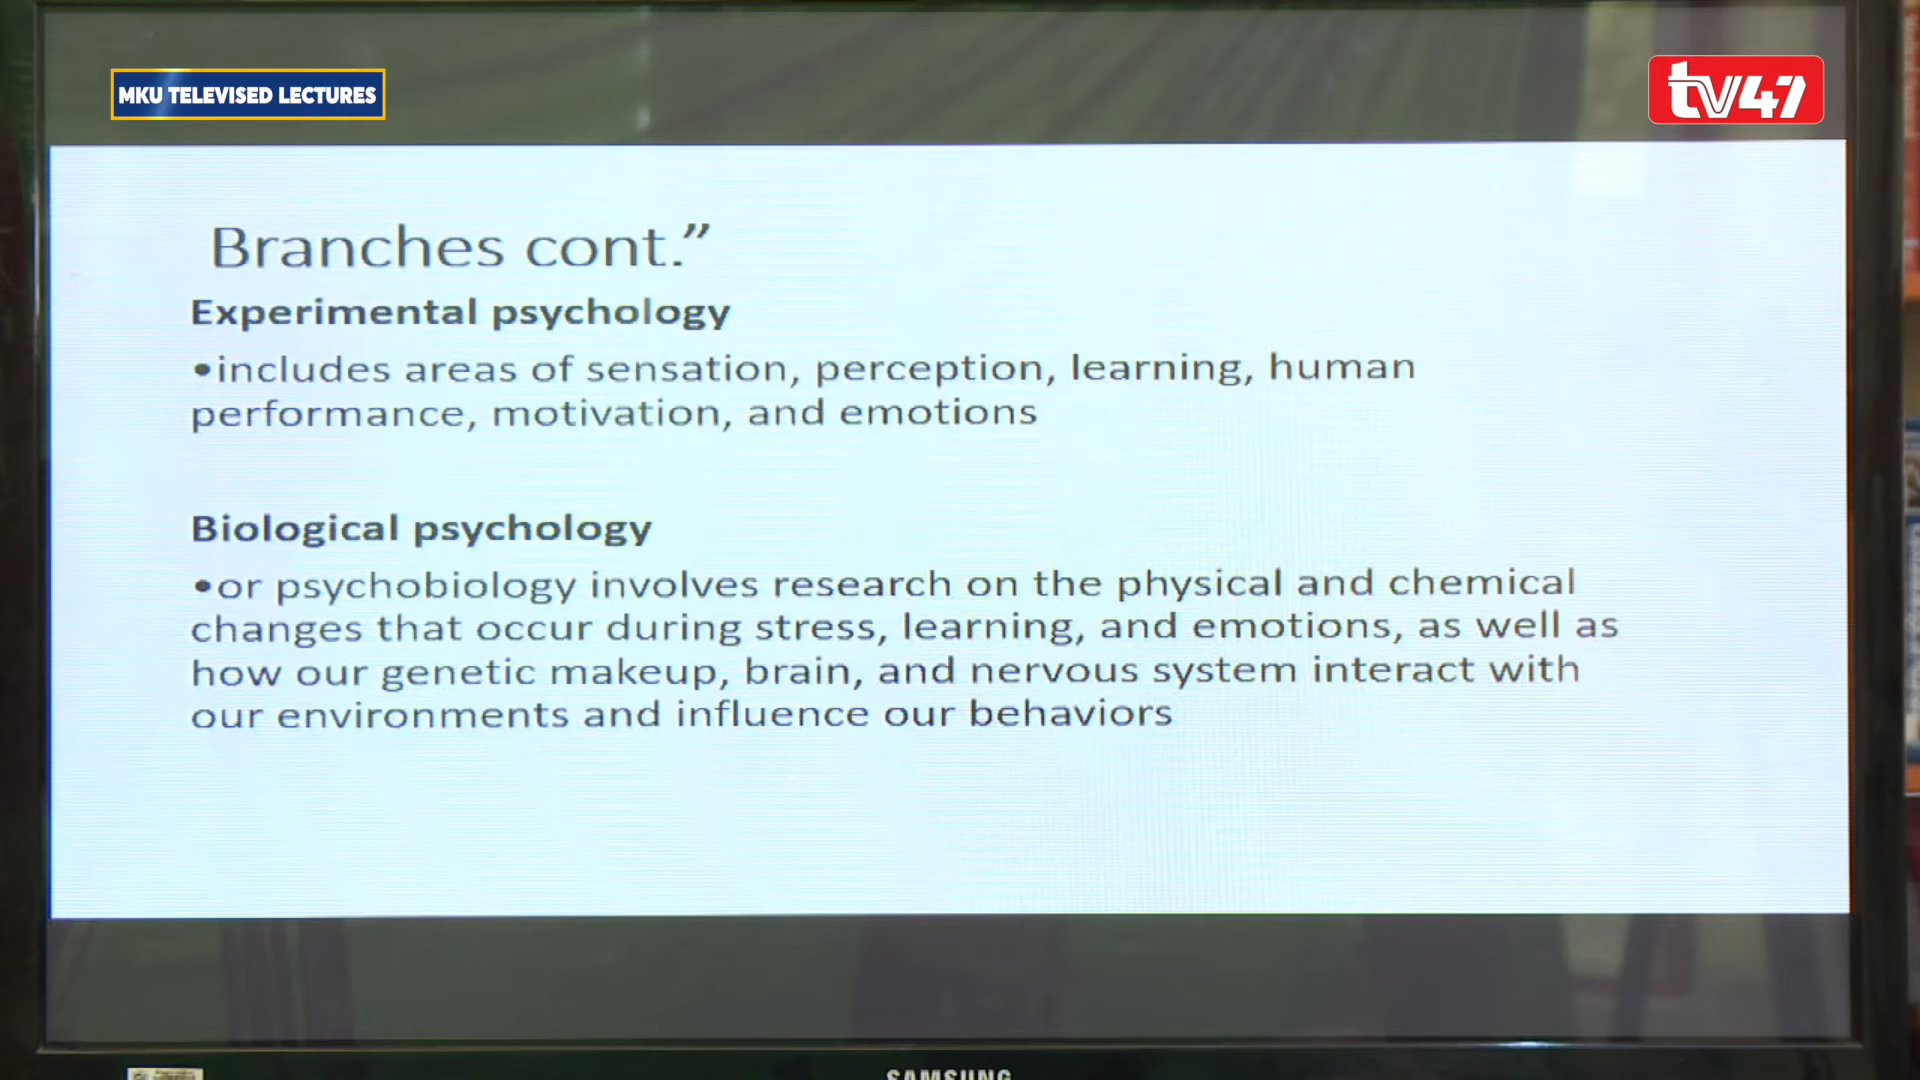 MKU TELEVISED LECTURES
tv47
Branches cont.”
Experimental psychology
•includes areas of sensation, perception, learning, human
performance, motivation, and emotions
Biological psychology
•or psychobiology involves research on the physical and chemical
changes that occur during stress, learning, and emotions, as well as
how our genetic makeup, brain, and nervous system interact with
our environments and influence our behaviors
SAMSUNG